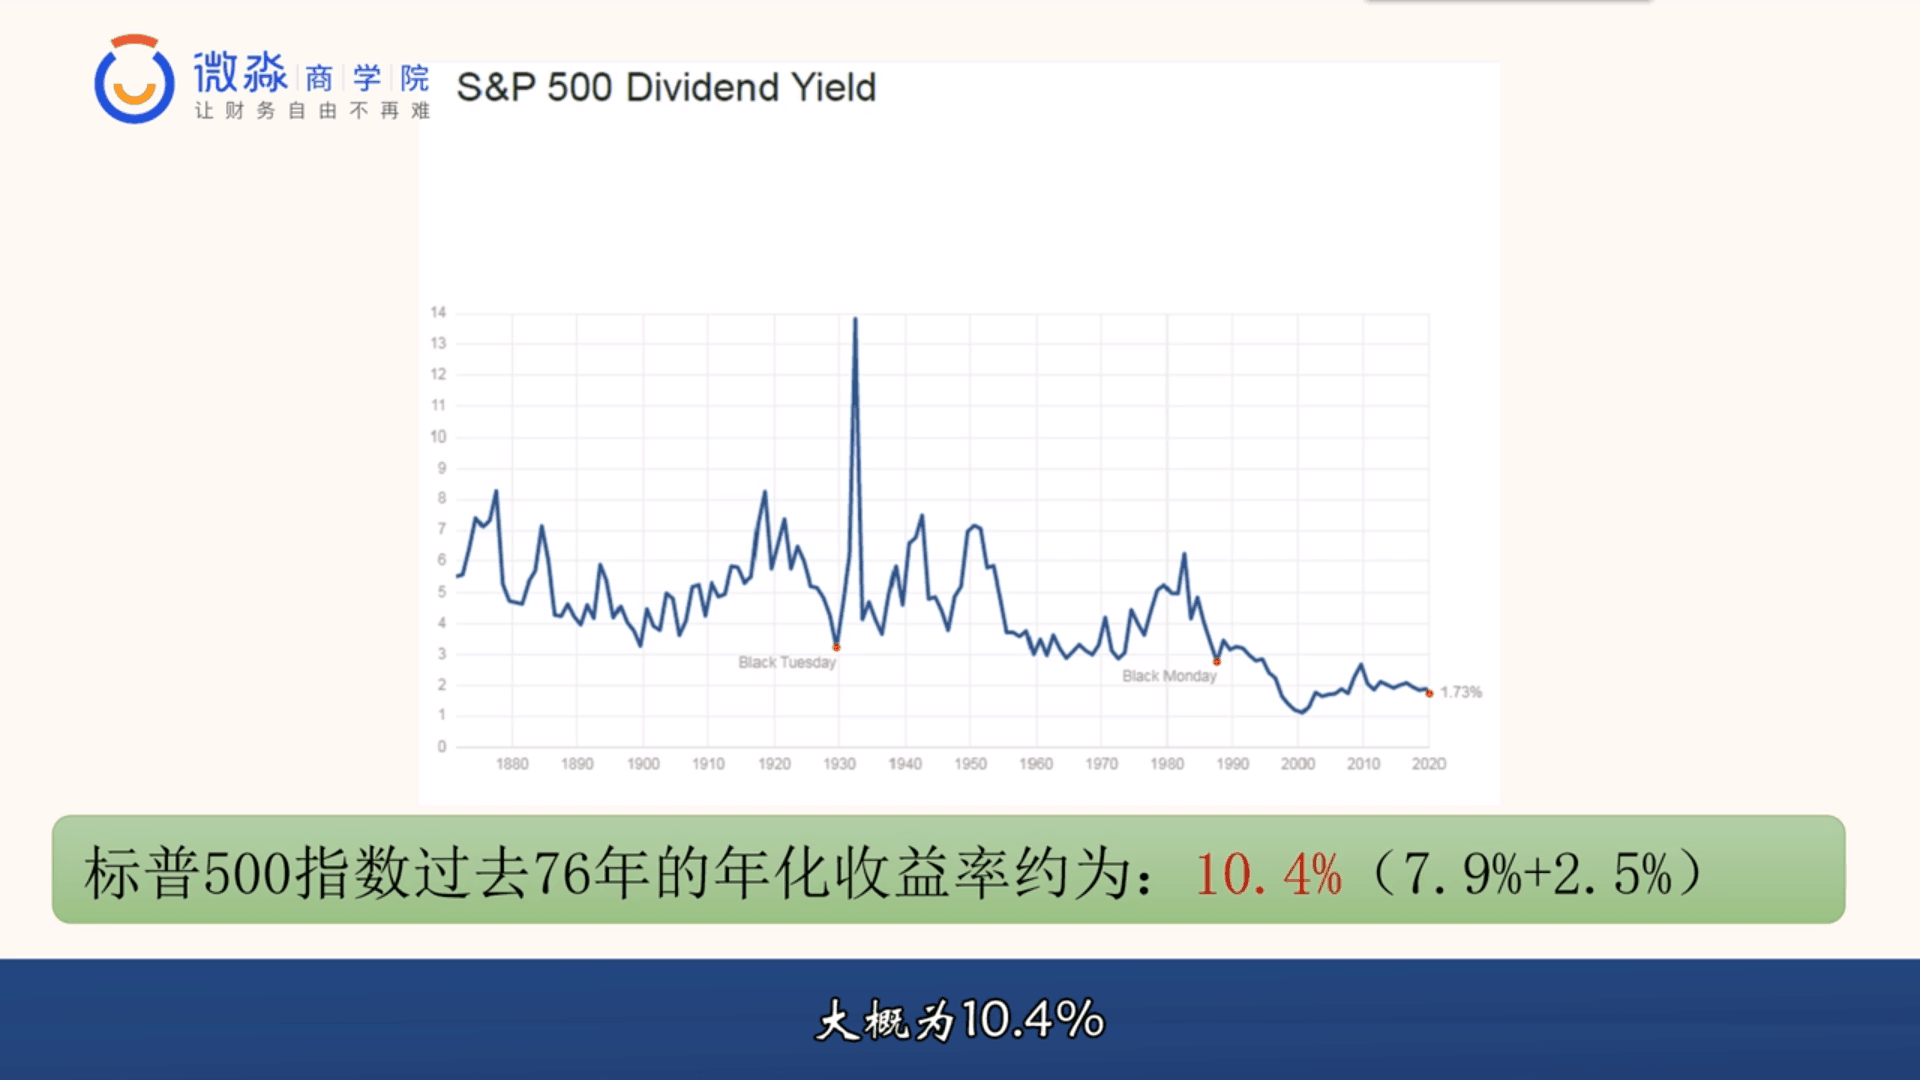 微淼 商 学 院
让财务自由不再难
S&P 500 Dividend Yield
14
13
12
11
10
9
8
7
6
5
4
3
2
1
0
Black Tuesday
Black Monday
1.73%
1880 1890 1900 1910 1920 1930 1940 1950 1960 1970 1980 1990 2000 2010 2020
标普500指数过去76年的年化收益率约为：10.4%（7.9%+2.5%）
大概为10.4%